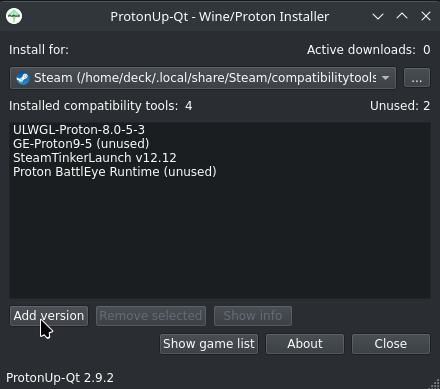 ProtonUp-Qt - Wine/Proton Installer
Install for:
Active downloads: 0
Steam (/home/deck/.local/share/Steam/compatibilitytools
...
Installed compatibility tools: 4
Unused: 2
ULWGL-Proton-8.0-5-3
GE-Proton9-5 (unused)
SteamTinkerLaunch v12.12
Proton BattlEye Runtime (unused)
Add version
Remove selected
Show info
Show game list
About
Close
ProtonUp-Qt 2.9.2